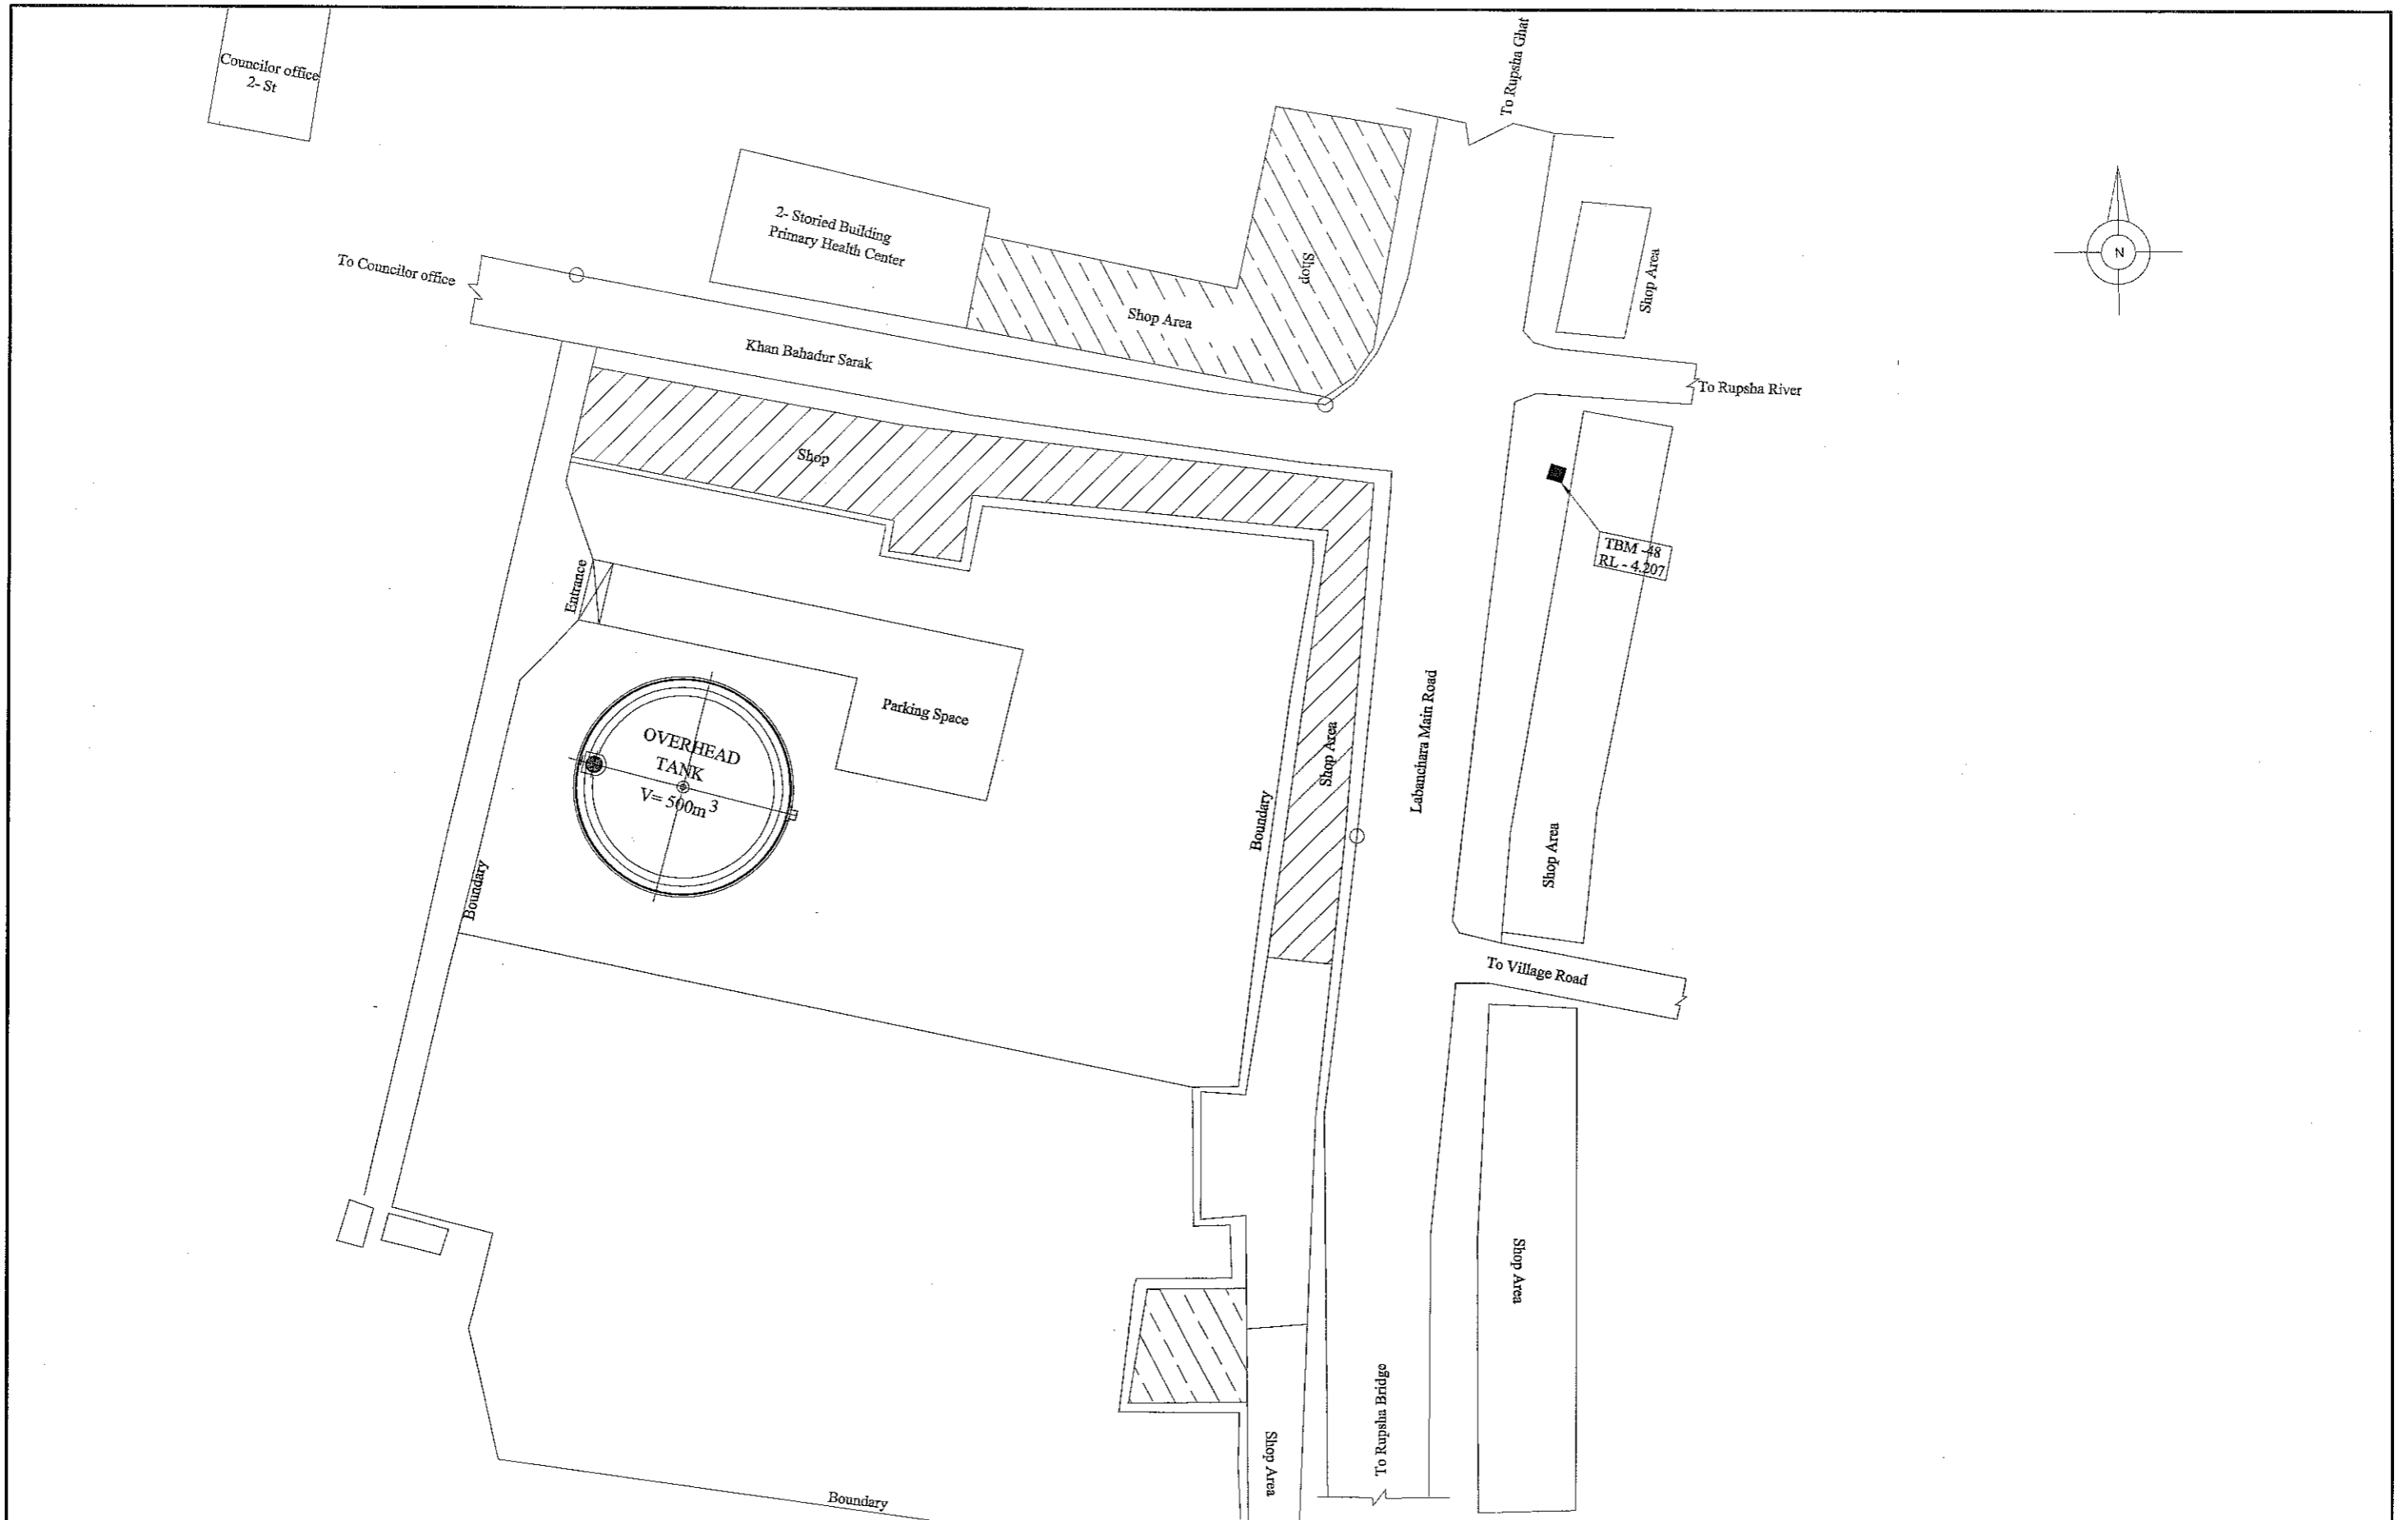 Councilor office
2- St
To Rupsha Ghat
2- Storied Building
Primary Health Center
To Councilor office
Shop
Shop Area
Shop Area
N
Khan Bahadur Sarak
To Rupsha River
Shop
TBM -48
RL - 4.207
Entrance
Parking Space
OVERHEAD
TANK
V= 500m3
Boundary
Boundary
Shop Area
Labanchara Main Road
Shop Area
To Village Road
Shop Area
To Rupsha Bridgo
Shop Area
Boundary